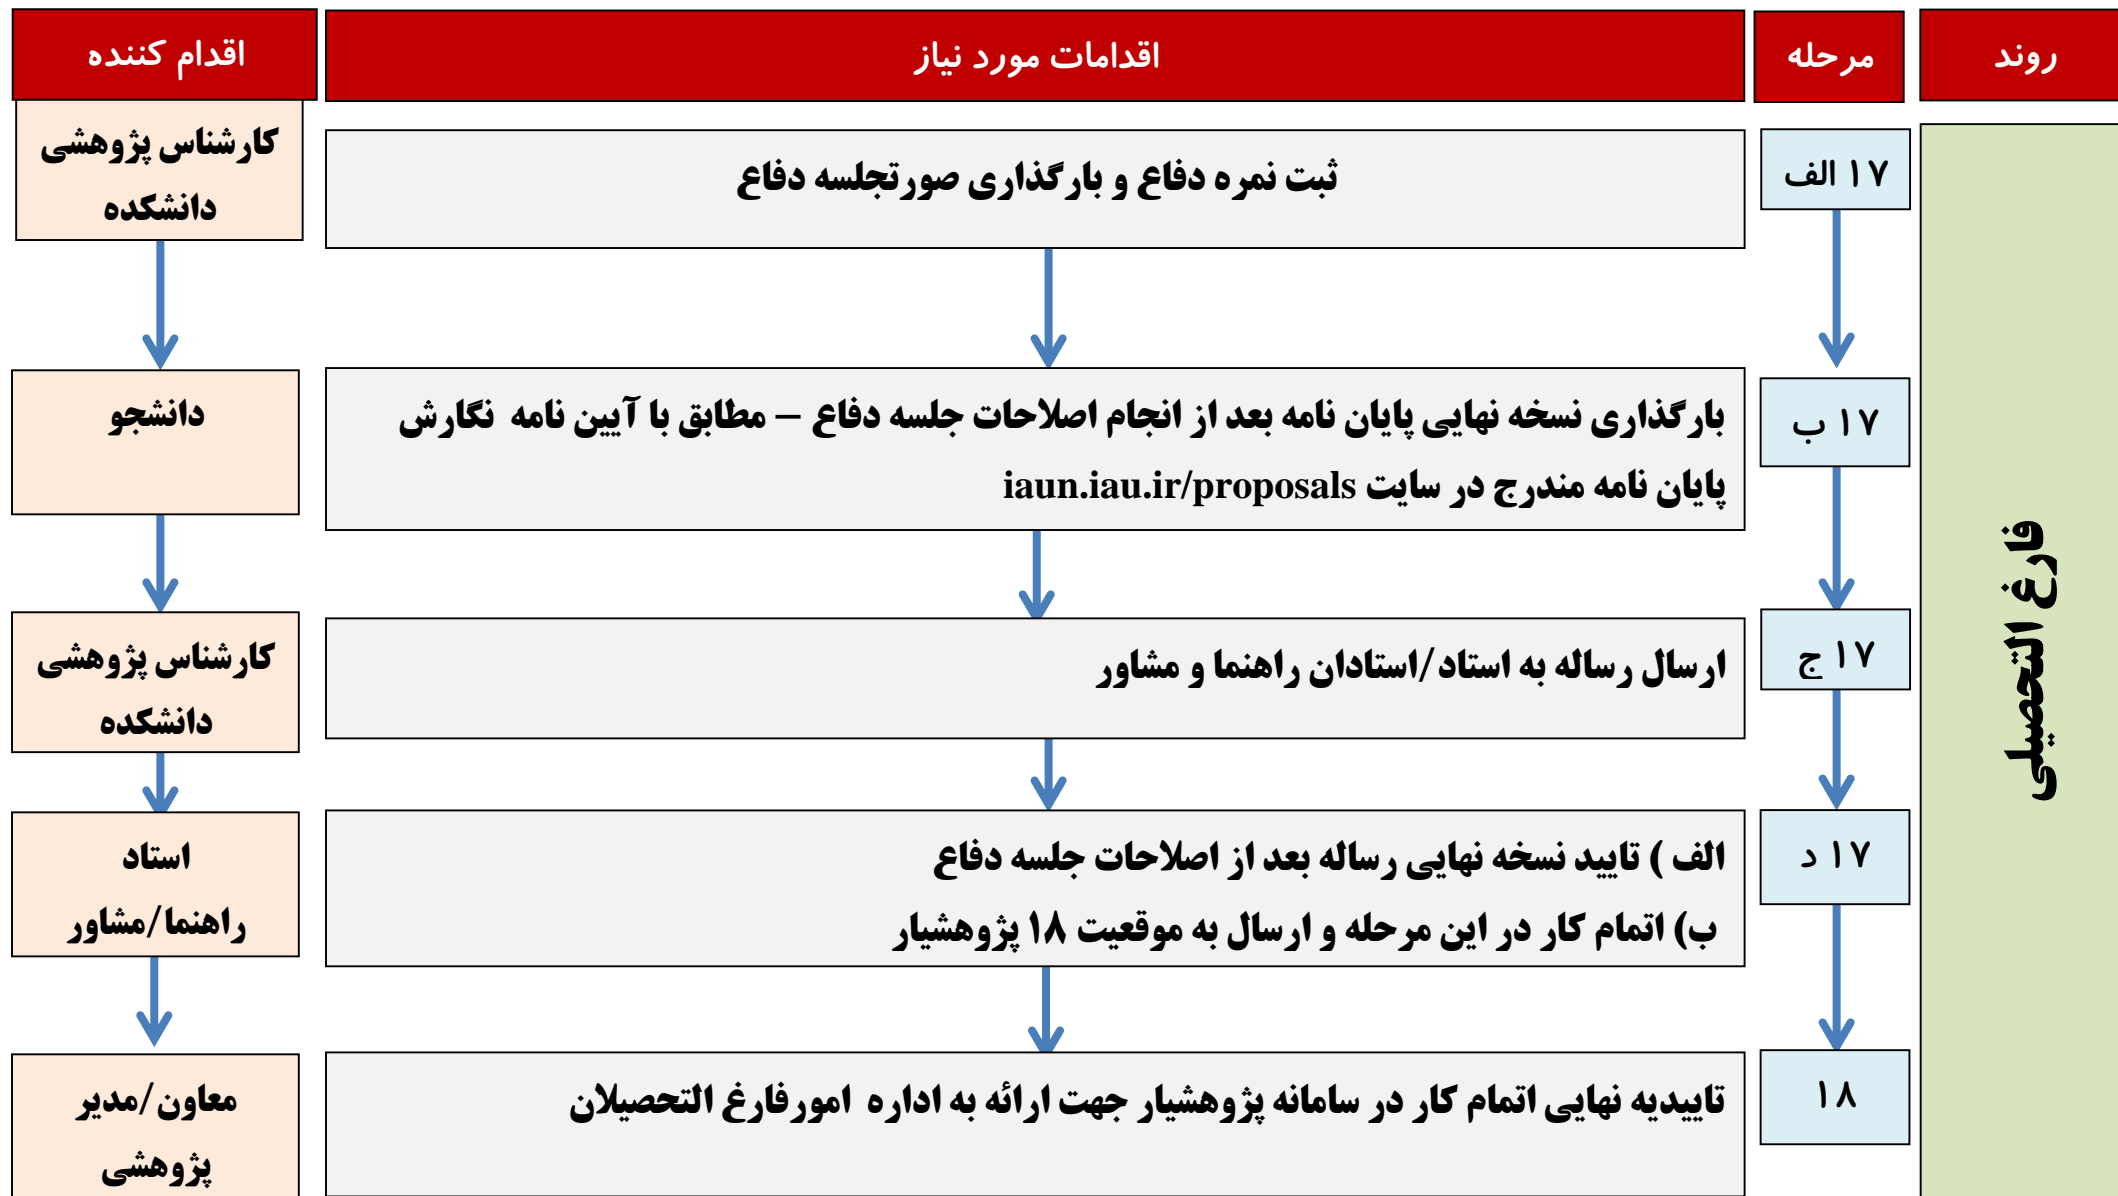 روند
مرحله
اقدامات مورد نیاز
اقدام کننده
فارغ التحصیلی
۱۷ الف
ثبت نمره دفاع و بارگذاری صورتجلسه دفاع
کارشناس پژوهشی
دانشکده
۱۷ ب
بارگذاری نسخه نهایی پایان نامه بعد از انجام اصلاحات جلسه دفاع – مطابق با آیین نامه نگارش
پایان نامه مندرج در سایت iaun.iau.ir/proposals
دانشجو
۱۷ ج
ارسال رساله به استاد/استادان راهنما و مشاور
کارشناس پژوهشی
دانشکده
۱۷ د
الف ) تایید نسخه نهایی رساله بعد از اصلاحات جلسه دفاع
ب) اتمام کار در این مرحله و ارسال به موقعیت ۱۸ پژوهشیار
استاد
راهنما/مشاور
۱۸
تاییدیه نهایی اتمام کار در سامانه پژوهشیار جهت ارائه به اداره امورفارغ التحصیلان
معاون/مدیر
پژوهشی